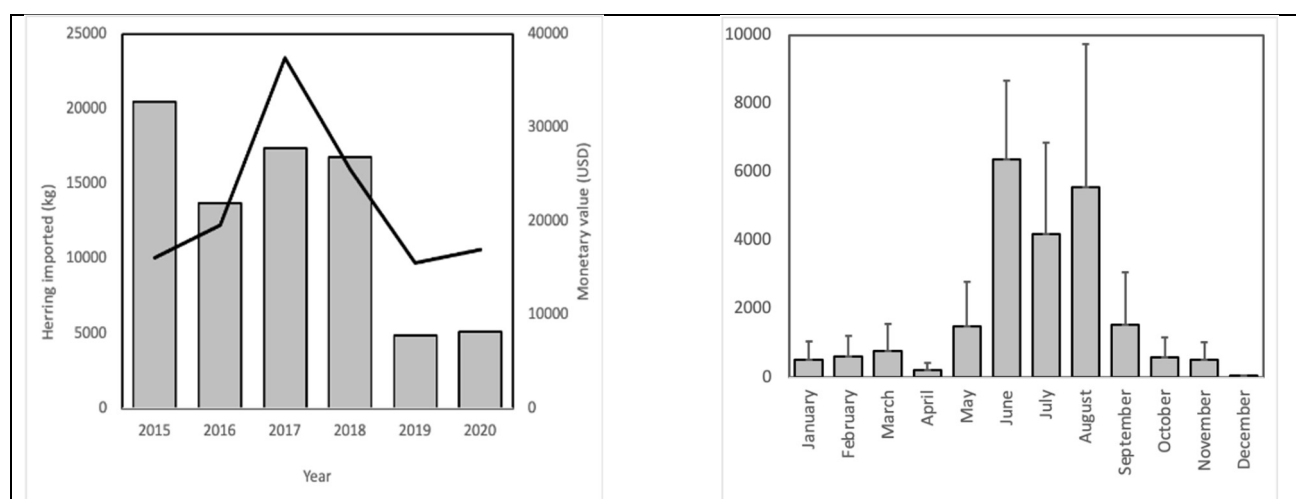 25000
20000
15000
10000
5000
0
Herring imported (kg)
40000
30000
20000
10000
0
Monetary value (USD)
2015 2016 2017 2018 2019 2020
Year
10000
8000
6000
4000
2000
0
January
February
March
April
May
June
July
August
September
October
November
December